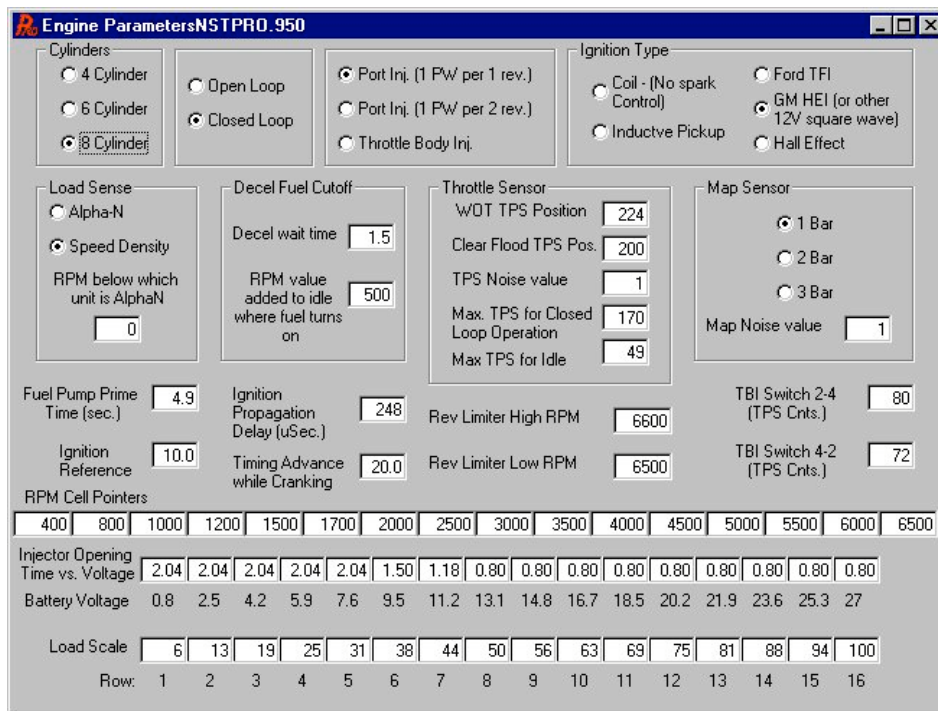 Engine ParametersNSTPRO.950
Cylinders
4 Cylinder
6 Cylinder
8 Cylinder
Open Loop
Closed Loop
Port Inj. (1 PW per 1 rev.)
Port Inj. (1 PW per 2 rev.)
Throttle Body Inj.
Ignition Type
Coil - (No spark
Control)
Inductve Pickup
Ford TFI
GM HEI (or other
12V square wave)
Hall Effect
Load Sense
Alpha-N
Speed Density
RPM below which
unit is AlphaN
0
Decel Fuel Cutoff
Decel wait time 1.5
RPM value
added to idle
where fuel turns
on
500
Throttle Sensor
WOT TPS Position 224
Clear Flood TPS Pos. 200
TPS Noise value 1
Max. TPS for Closed
Loop Operation
170
Max TPS for Idle 49
Map Sensor
1 Bar
2 Bar
3 Bar
Map Noise value 1
Fuel Pump Prime
Time (sec.)
4.9
Ignition
Reference
10.0
Ignition
Propagation
Delay (uSec.)
248
Timing Advance
while Cranking
20.0
Rev Limiter High RPM 6600
Rev Limiter Low RPM 6500
TBI Switch 2-4
(TPS Cnts.)
80
TBI Switch 4-2
(TPS Cnts.)
72
RPM Cell Pointers
400 800 1000 1200 1500 1700 2000 2500 3000 3500 4000 4500 5000 5500 6000 6500
Injector Opening
Time vs. Voltage
2.04 2.04 2.04 2.04 2.04 1.50 1.18 0.80 0.80 0.80 0.80 0.80 0.80 0.80 0.80 0.80
Battery Voltage 0.8 2.5 4.2 5.9 7.6 9.5 11.2 13.1 14.8 16.7 18.5 20.2 21.9 23.6 25.3 27
Load Scale 6 13 19 25 31 38 44 50 56 63 69 75 81 88 94 100
Row: 1 2 3 4 5 6 7 8 9 10 11 12 13 14 15 16